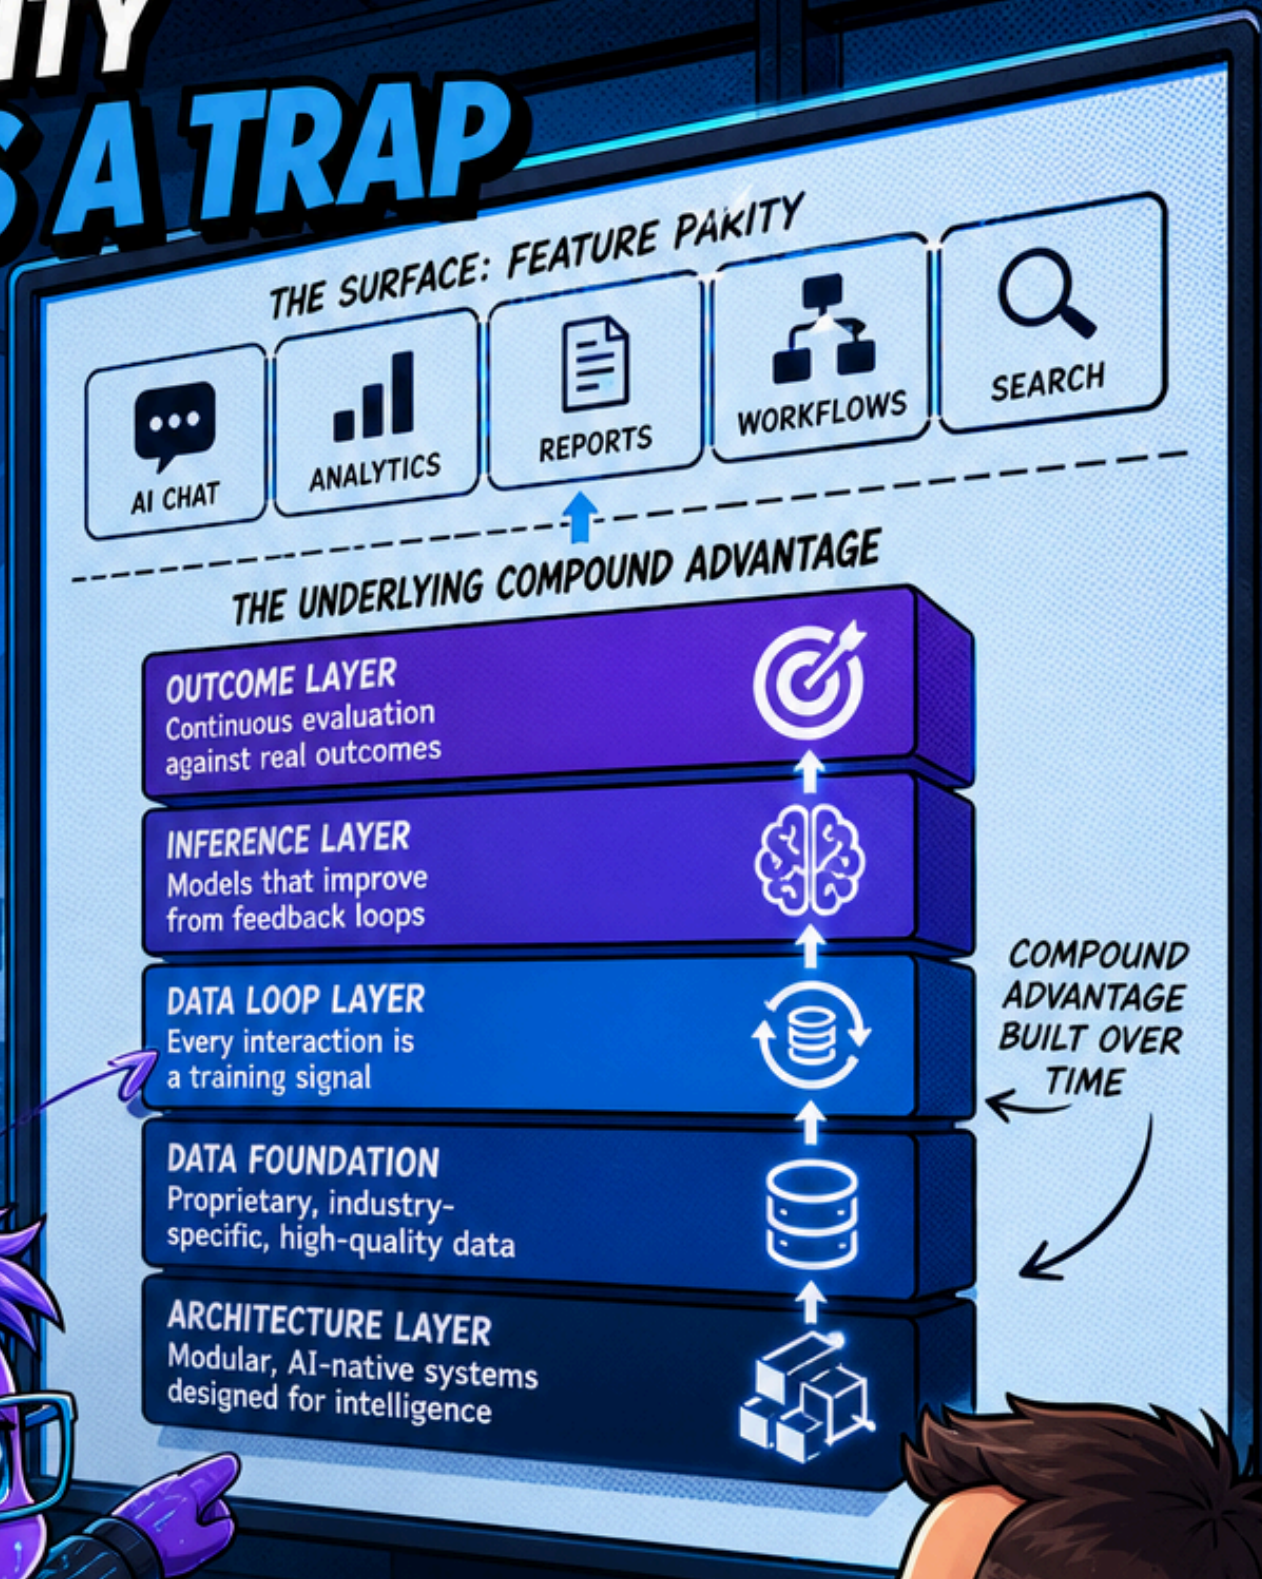 ITY
S A TRAP
THE SURFACE: FEATURE PAKITY
AI CHAT
ANALYTICS
REPORTS
WORKFLOWS
SEARCH
THE UNDERLYING COMPOUND ADVANTAGE
OUTCOME LAYER
Continuous evaluation
against real outcomes
INFERENCE LAYER
Models that improve
from feedback loops
DATA LOOP LAYER
Every interaction is
a training signal
DATA FOUNDATION
Proprietary, industry-
specific, high-quality data
ARCHITECTURE LAYER
Modular, AI-native systems
designed for intelligence
COMPOUND
ADVANTAGE
BUILT OVER
TIME